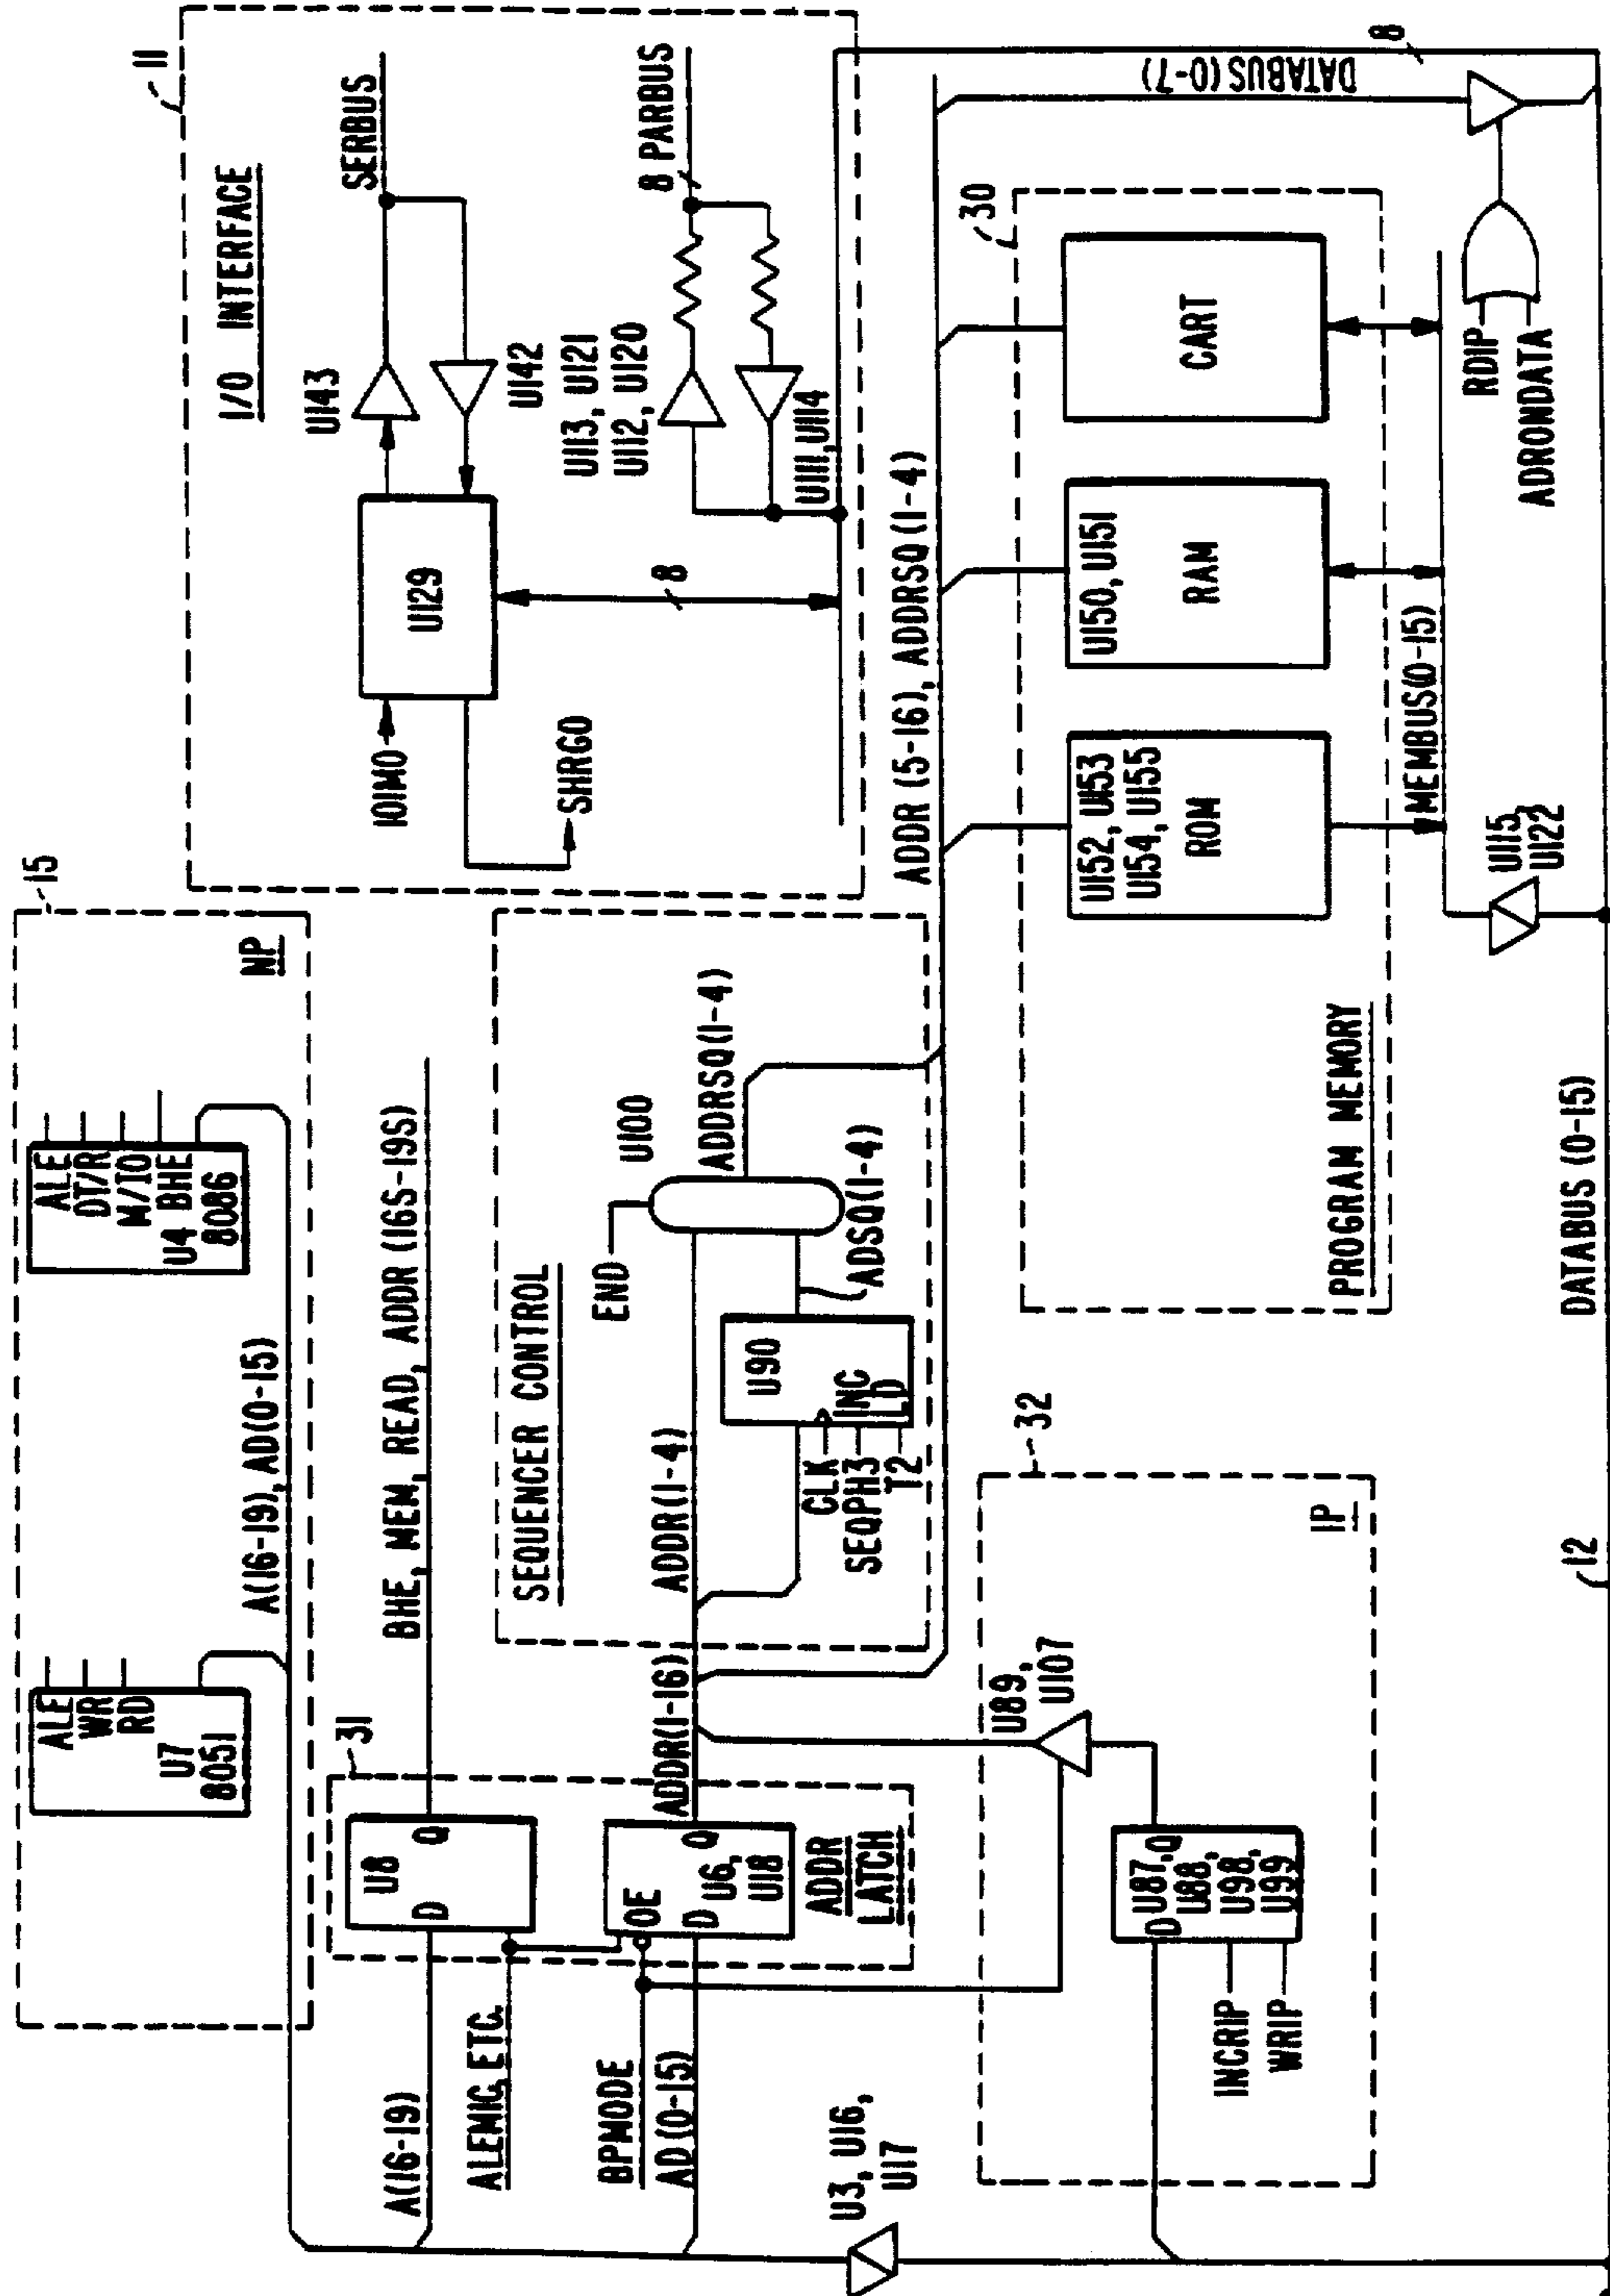 15
NP
ALE
WR
RD
U7
8051
ALE
DT/R
M/IO
U4 BHE
8086
A(16-19), AD(0-15)
11
I/O INTERFACE
SERBUS
U143
U142
U129
IOIMO
SHRGO
U113, U121
U112, U120
8 PARBUS
U111, U114
8
31
A(16-19)
D
U8
Q
BHE, MEM, READ, ADDR (16S-19S)
ALEMIC, ETC.
BPMODE
AD(0-15)
OE
D
U6,
U18
Q
ADDR
LATCH
ADDR(1-16)
SEQUENCER CONTROL
ADDR(1-4)
END
U100
ADDRSQ(1-4)
ADSQ(1-4)
U90
INC
LD
CLK
SEQPH3
T2
ADDR (5-16), ADDRSQ (1-4)
DATABUS (0-7)
8
U3, U16,
U17
32
IP
U89,
U107
D
U87,
U88,
U98,
U99
Q
INCRIP
WRIP
30
PROGRAM MEMORY
U152, U153
U154, U155
ROM
U150, U151
RAM
CART
MEMBUS(0-15)
U115,
U122
RDIP
ADRONDATA
12
DATABUS (0-15)